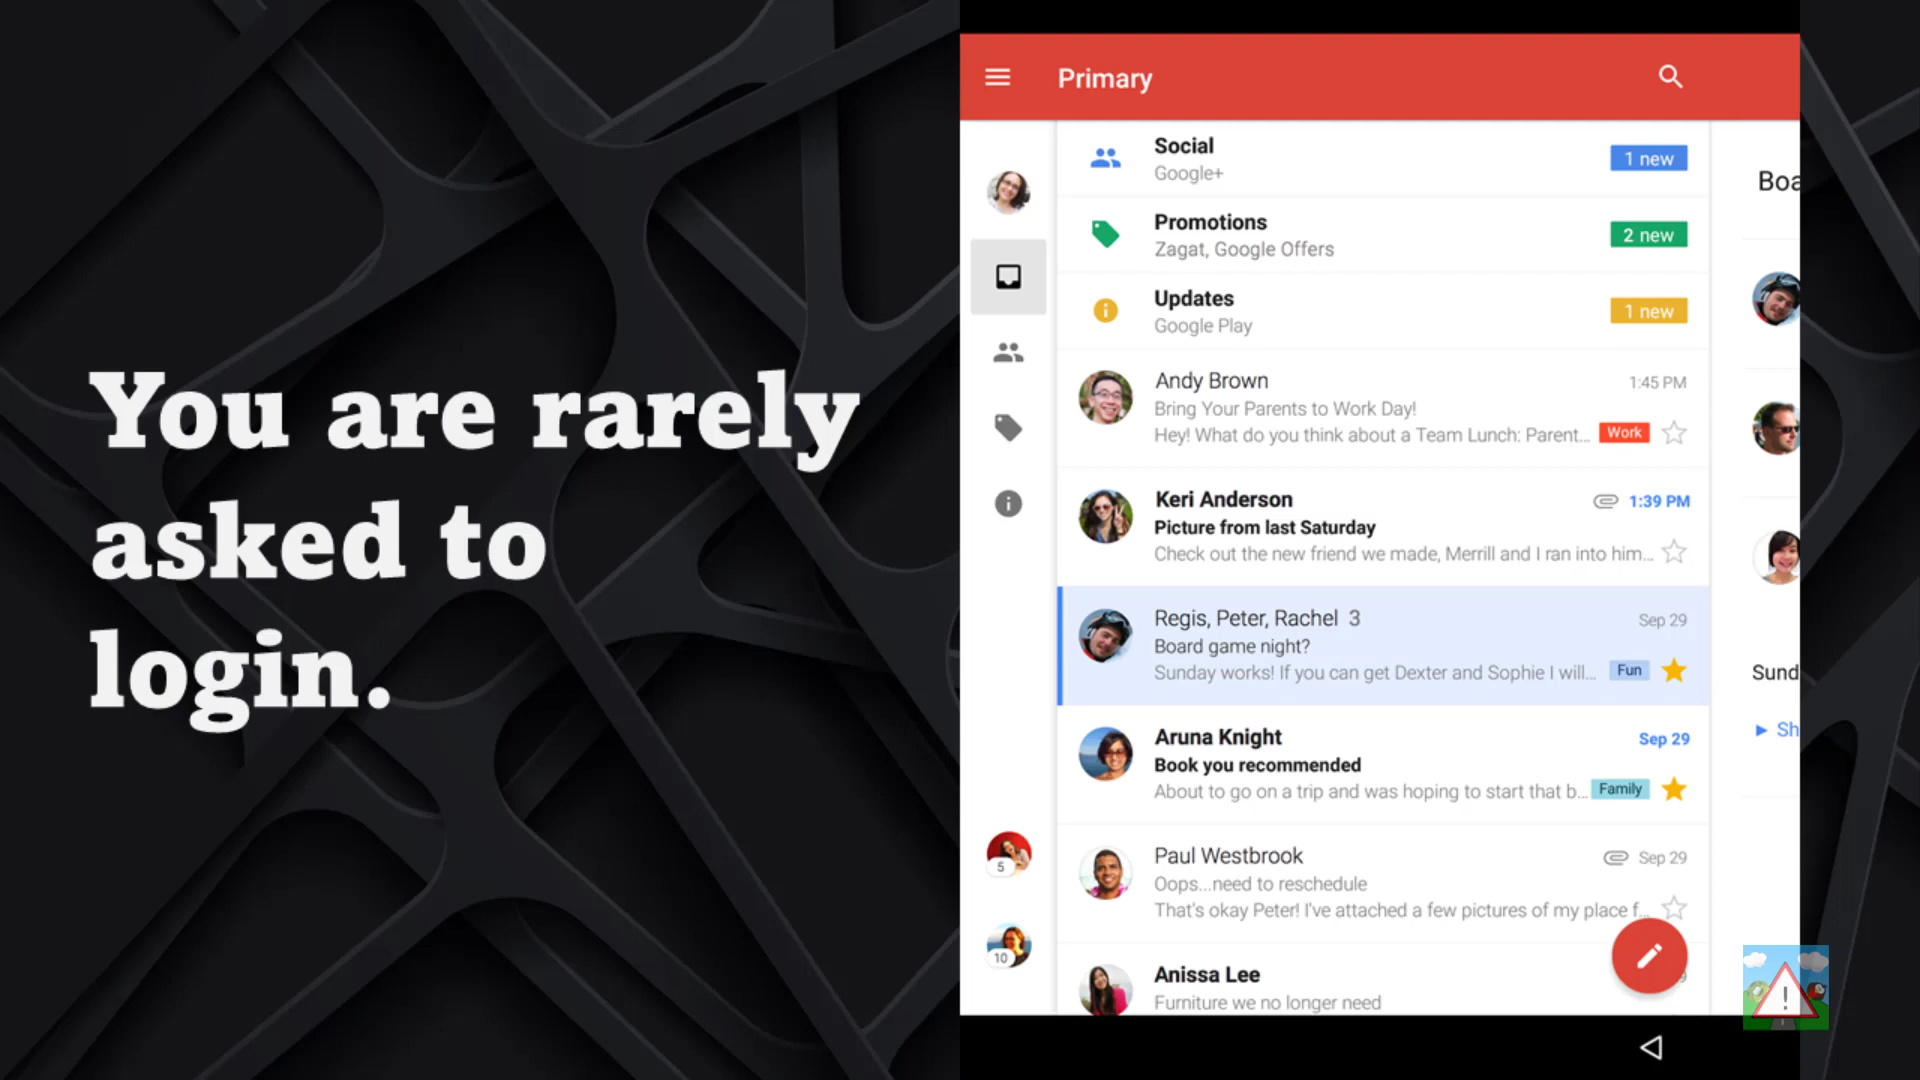 You are rarely
asked to
login.
Primary
Social
Google+
1 new
Promotions
Zagat, Google Offers
2 new
Updates
Google Play
1 new
Andy Brown
1:45 PM
Bring Your Parents to Work Day!
Hey! What do you think about a Team Lunch: Parent...
Work
Keri Anderson
1:39 PM
Picture from last Saturday
Check out the new friend we made, Merrill and I ran into him...
Regis, Peter, Rachel 3
Sep 29
Board game night?
Sunday works! If you can get Dexter and Sophie I will...
Fun
Aruna Knight
Sep 29
Book you recommended
About to go on a trip and was hoping to start that b...
Family
Paul Westbrook
Sep 29
Oops...need to reschedule
That's okay Peter! I've attached a few pictures of my place f...
Anissa Lee
Furniture we no longer need
5
10
Boa
Sund
Sh
!